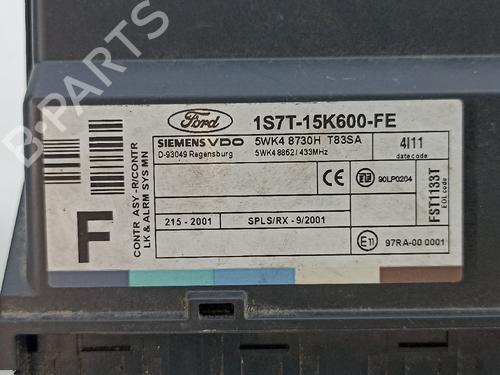 Ford
1S7T-15K600-FE
SIEMENS VDO
5WK4 8730H T83SA
D-93049 Regensburg
5WK4 8862/433MHz
4I11
date code
CONTR ASY-R/CONTR
LK & ALRM SYS MN
F
CE
90LP0204
FST1133T
EOL code
215 - 2001
SPLS/RX - 9/2001
E11
97RA-00 0001